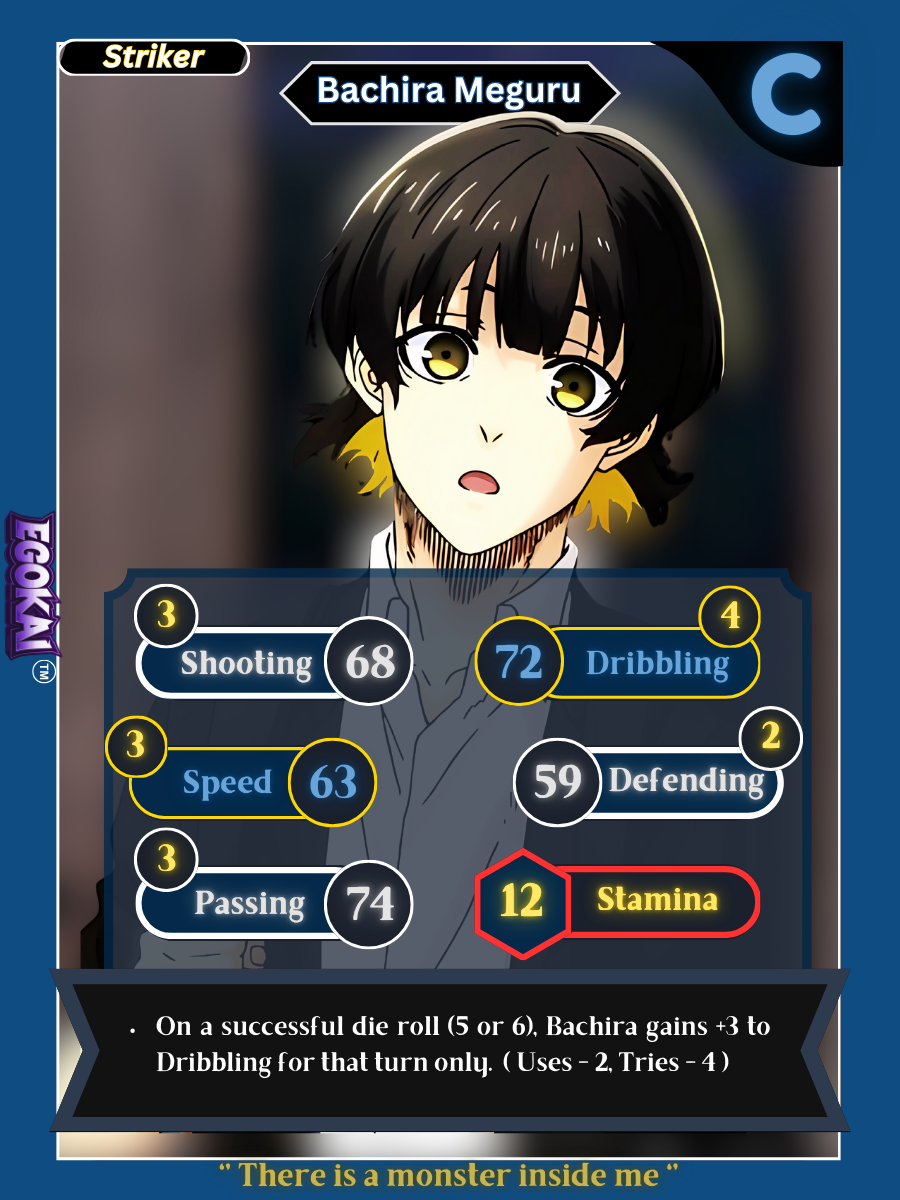 Striker
Bachira Meguru
C
3
Shooting 68
4
72 Dribbling
3
Speed 63
2
59 Defending
3
Passing 74
12 Stamina
EGOKAI
TM
• On a successful die roll (5 or 6), Bachira gains +3 to
Dribbling for that turn only. ( Uses - 2, Tries - 4 )
“ There is a monster inside me “